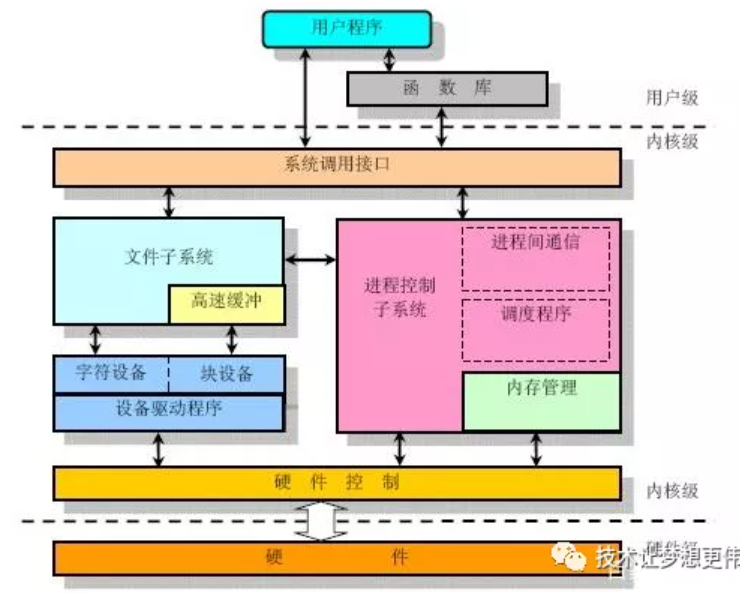 用户程序
函 数 库
用户级
内核级
系统调用接口
文件子系统
高速缓冲
进程控制
子系统
进程间通信
调度程序
内存管理
字符设备
块设备
设备驱动程序
硬 件 控 制
内核级
硬 件
技术让梦想更伟